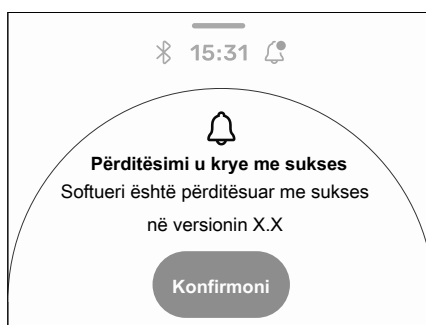 15:31
Përditësimi u krye me sukses
Softueri është përditësuar me sukses
në versionin X.X
Konfirmoni